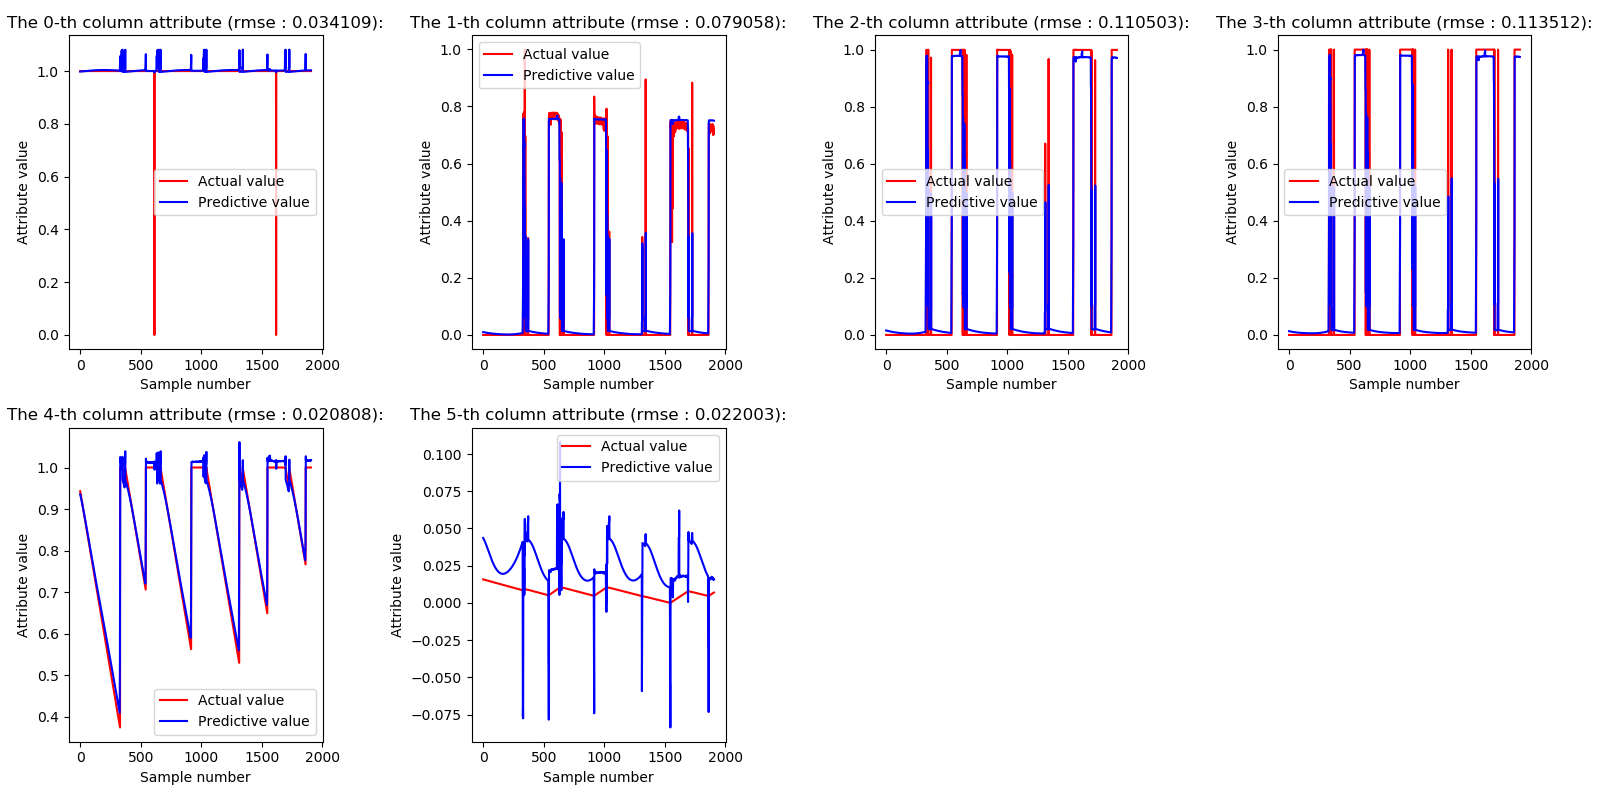 The 0-th column attribute (rmse : 0.034109):
The 1-th column attribute (rmse : 0.079058):
The 2-th column attribute (rmse : 0.110503):
The 3-th column attribute (rmse : 0.113512):
1.0
0.8
0.6
0.4
0.2
0.0
Attribute value
Actual value
Predictive value
0
500
1000
1500
2000
Sample number
1.0
0.8
0.6
0.4
0.2
0.0
Attribute value
Actual value
Predictive value
0
500
1000
1500
2000
Sample number
1.0
0.8
0.6
0.4
0.2
0.0
Attribute value
Actual value
Predictive value
0
500
1000
1500
2000
Sample number
1.0
0.8
0.6
0.4
0.2
0.0
Attribute value
Actual value
Predictive value
0
500
1000
1500
2000
Sample number
The 4-th column attribute (rmse : 0.020808):
The 5-th column attribute (rmse : 0.022003):
1.0
0.9
0.8
0.7
0.6
0.5
0.4
Attribute value
Actual value
Predictive value
0
500
1000
1500
2000
Sample number
0.100
0.075
0.050
0.025
0.000
−0.025
−0.050
−0.075
Attribute value
Actual value
Predictive value
0
500
1000
1500
2000
Sample number